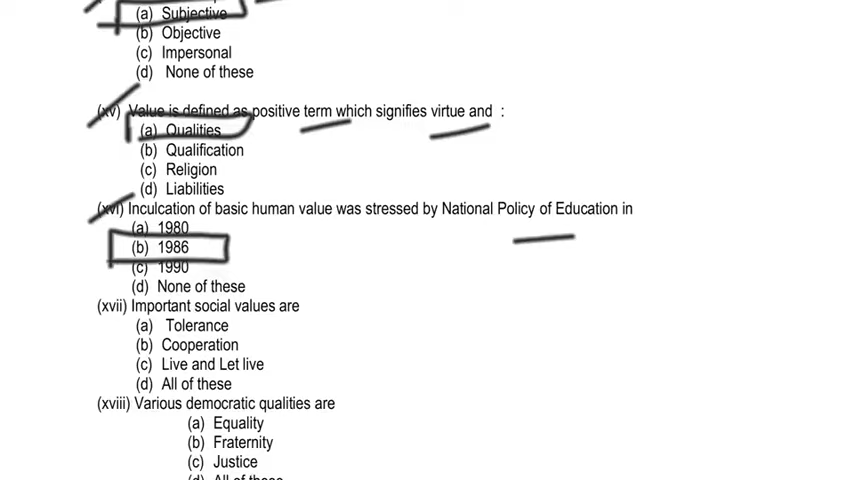 (a) Subjective
(b) Objective
(c) Impersonal
(d) None of these
(xv) Value is defined as positive term which signifies virtue and :
(a) Qualities
(b) Qualification
(c) Religion
(d) Liabilities
(xvi) Inculcation of basic human value was stressed by National Policy of Education in
(a) 1980
(b) 1986
(c) 1990
(d) None of these
(xvii) Important social values are
(a) Tolerance
(b) Cooperation
(c) Live and Let live
(d) All of these
(xviii) Various democratic qualities are
(a) Equality
(b) Fraternity
(c) Justice
(d) All of these